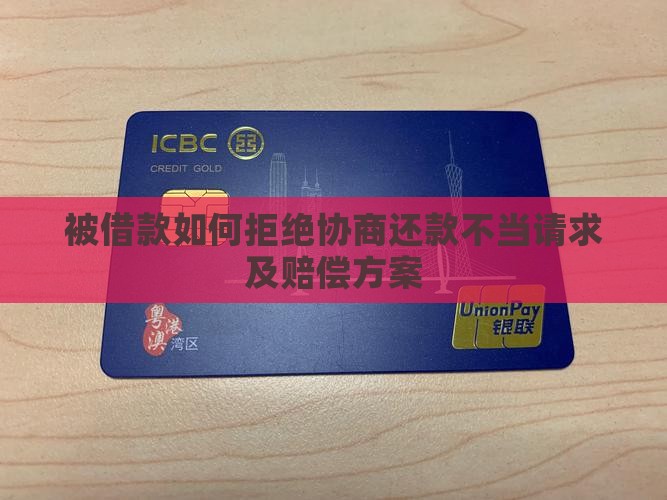 ICBC
CREDIT GOLD
被借款如何拒绝协商还款不当请求
及赔偿方案
粤港
澳湾区
UnionPay
银联